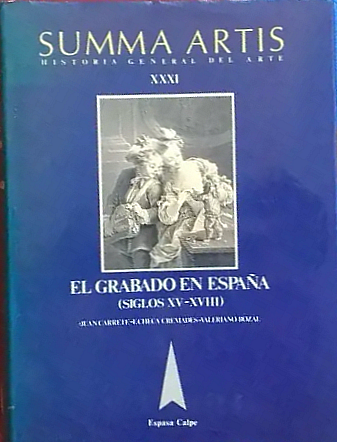 SUMMA ARTIS
HISTORIA GENERAL DEL ARTE
XXXI
EL GRABADO EN ESPAÑA
(SIGLOS XV-XVIII)
JUAN CARRETE-F.CHECA CREMADES-VALERIANO BOZAL
Espasa Calpe